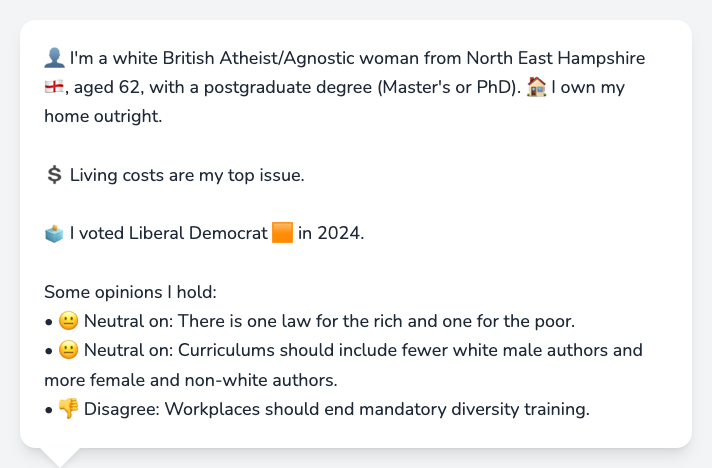 👤 I'm a white British Atheist/Agnostic woman from North East Hampshire
🏴󠁧󠁢󠁥󠁮󠁧󠁿, aged 62, with a postgraduate degree (Master's or PhD). 🏠 I own my
home outright.
💲 Living costs are my top issue.
🗳️ I voted Liberal Democrat 🟧 in 2024.
Some opinions I hold:
• 😐 Neutral on: There is one law for the rich and one for the poor.
• 😐 Neutral on: Curriculums should include fewer white male authors and
more female and non-white authors.
• 👎 Disagree: Workplaces should end mandatory diversity training.